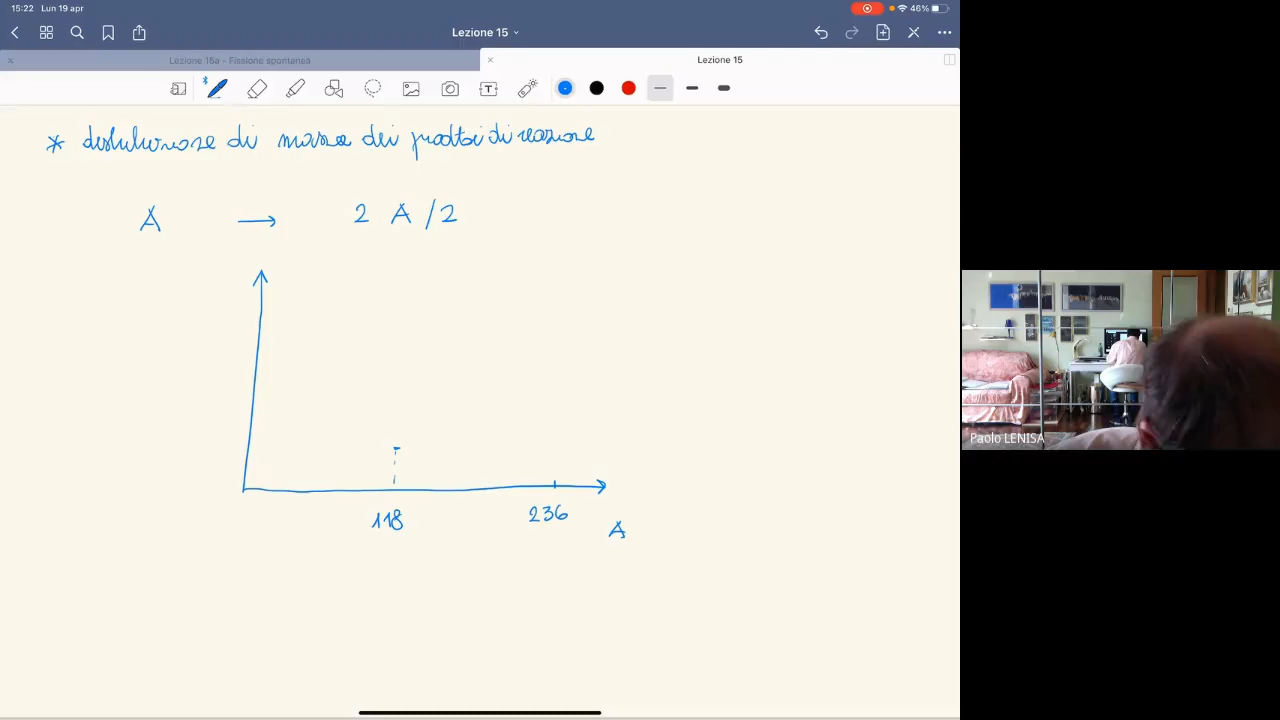 15:22 Lun 19 apr
46%
Lezione 15
Lezione 15a - Fissione spontanea
Lezione 15
* distribuzione di massa dei prodotti di reazione
A → 2 A/2
118
236
A
Paolo LENISA